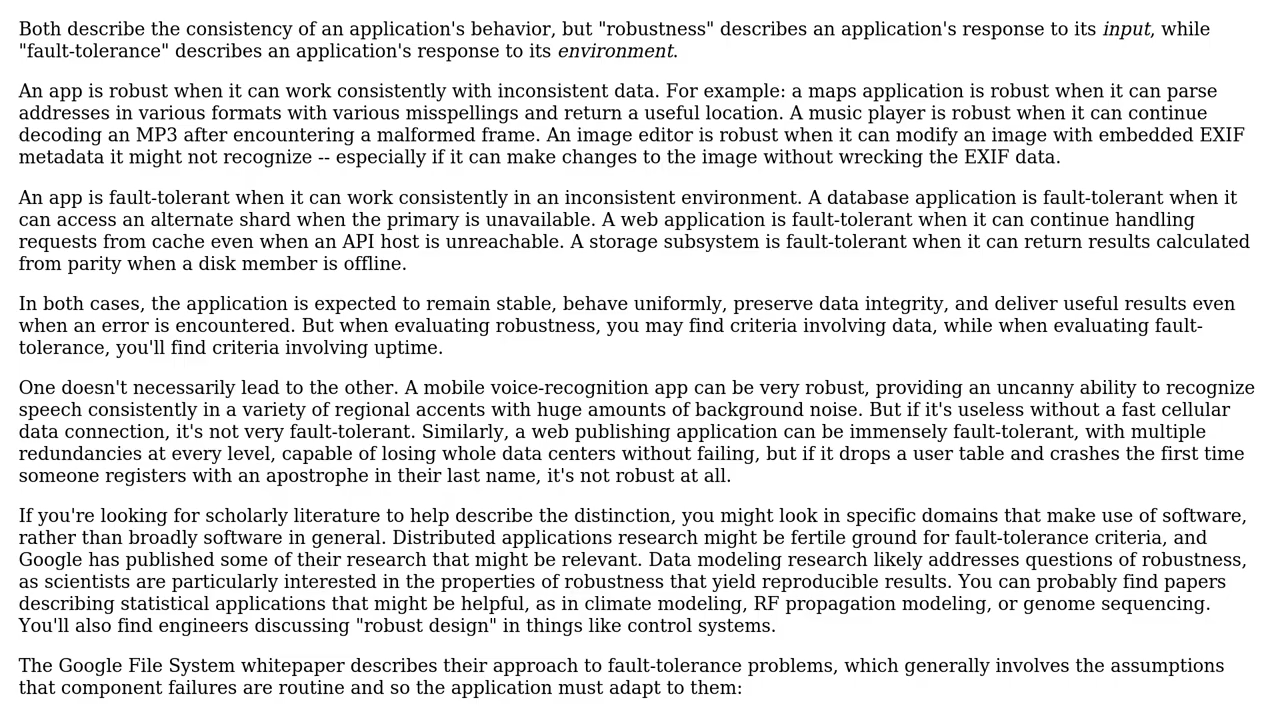 Both describe the consistency of an application's behavior, but "robustness" describes an application's response to its input, while
"fault-tolerance" describes an application's response to its environment.
An app is robust when it can work consistently with inconsistent data. For example: a maps application is robust when it can parse
addresses in various formats with various misspellings and return a useful location. A music player is robust when it can continue
decoding an MP3 after encountering a malformed frame. An image editor is robust when it can modify an image with embedded EXIF
metadata it might not recognize -- especially if it can make changes to the image without wrecking the EXIF data.
An app is fault-tolerant when it can work consistently in an inconsistent environment. A database application is fault-tolerant when it
can access an alternate shard when the primary is unavailable. A web application is fault-tolerant when it can continue handling
requests from cache even when an API host is unreachable. A storage subsystem is fault-tolerant when it can return results calculated
from parity when a disk member is offline.
In both cases, the application is expected to remain stable, behave uniformly, preserve data integrity, and deliver useful results even
when an error is encountered. But when evaluating robustness, you may find criteria involving data, while when evaluating fault-
tolerance, you'll find criteria involving uptime.
One doesn't necessarily lead to the other. A mobile voice-recognition app can be very robust, providing an uncanny ability to recognize
speech consistently in a variety of regional accents with huge amounts of background noise. But if it's useless without a fast cellular
data connection, it's not very fault-tolerant. Similarly, a web publishing application can be immensely fault-tolerant, with multiple
redundancies at every level, capable of losing whole data centers without failing, but if it drops a user table and crashes the first time
someone registers with an apostrophe in their last name, it's not robust at all.
If you're looking for scholarly literature to help describe the distinction, you might look in specific domains that make use of software,
rather than broadly software in general. Distributed applications research might be fertile ground for fault-tolerance criteria, and
Google has published some of their research that might be relevant. Data modeling research likely addresses questions of robustness,
as scientists are particularly interested in the properties of robustness that yield reproducible results. You can probably find papers
describing statistical applications that might be helpful, as in climate modeling, RF propagation modeling, or genome sequencing.
You'll also find engineers discussing "robust design" in things like control systems.
The Google File System whitepaper describes their approach to fault-tolerance problems, which generally involves the assumptions
that component failures are routine and so the application must adapt to them: